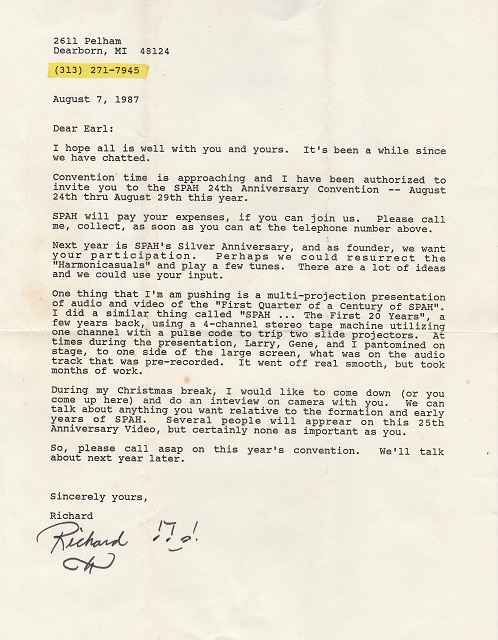 2611 Pelham
Dearborn, MI  48124
(313) 271-7945
August 7, 1987
Dear Earl:
I hope all is well with you and yours.  It's been a while since
we have chatted.
Convention time is approaching and I have been authorized to
invite you to the SPAH 24th Anniversary Convention -- August
24th thru August 29th this year.
SPAH will pay your expenses, if you can join us.  Please call
me, collect, as soon as you can at the telephone number above.
Next year is SPAH's Silver Anniversary, and as founder, we want
your participation.  Perhaps we could resurrect the
"Harmonicasuals" and play a few tunes.  There are a lot of ideas
and we could use your input.
One thing that I'm am pushing is a multi-projection presentation
of audio and video of the "First Quarter of a Century of SPAH".
I did a similar thing called "SPAH ... The First 20 Years", a
few years back, using a 4-channel stereo tape machine utilizing
one channel with a pulse code to trip two slide projectors.  At
times during the presentation, Larry, Gene, and I pantomined on
stage, to one side of the large screen, what was on the audio
track that was pre-recorded.  It went off real smooth, but took
months of work.
During my Christmas break, I would like to come down (or you
come up here) and do an inteview on camera with you.  We can
talk about anything you want relative to the formation and early
years of SPAH.  Several people will apprear on this 25th
Anniversary Video, but certainly none as important as you.
So, please call asap on this year's convention.  We'll talk
about next year later.
Sincerely yours,
Richard
Richard